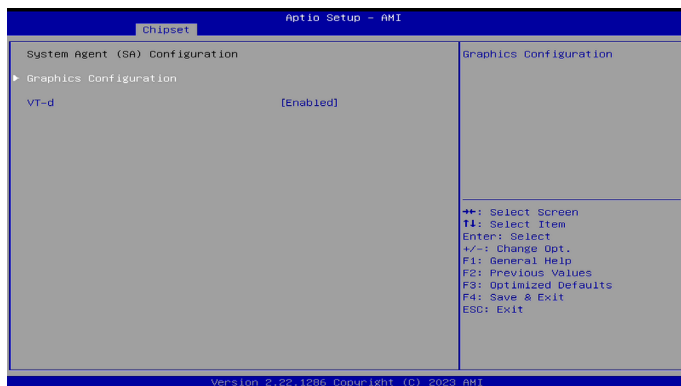 Aptio Setup – AMI
Chipset
System Agent (SA) Configuration
Graphics Configuration
VT-d [Enabled]
Graphics Configuration
→←: Select Screen
↑↓: Select Item
Enter: Select
+/-: Change Opt.
F1: General Help
F2: Previous Values
F3: Optimized Defaults
F4: Save & Exit
ESC: Exit
Version 2.22.1286 Copyright (C) 2023 AMI